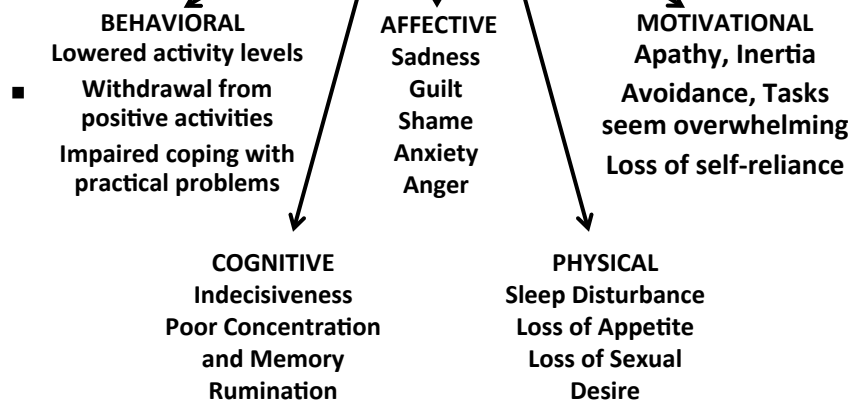 BEHAVIORAL
Lowered activity levels
▪ Withdrawal from
positive activities
Impaired coping with
practical problems
AFFECTIVE
Sadness
Guilt
Shame
Anxiety
Anger
MOTIVATIONAL
Apathy, Inertia
Avoidance, Tasks
seem overwhelming
Loss of self-reliance
COGNITIVE
Indecisiveness
Poor Concentration
and Memory
Rumination
PHYSICAL
Sleep Disturbance
Loss of Appetite
Loss of Sexual
Desire